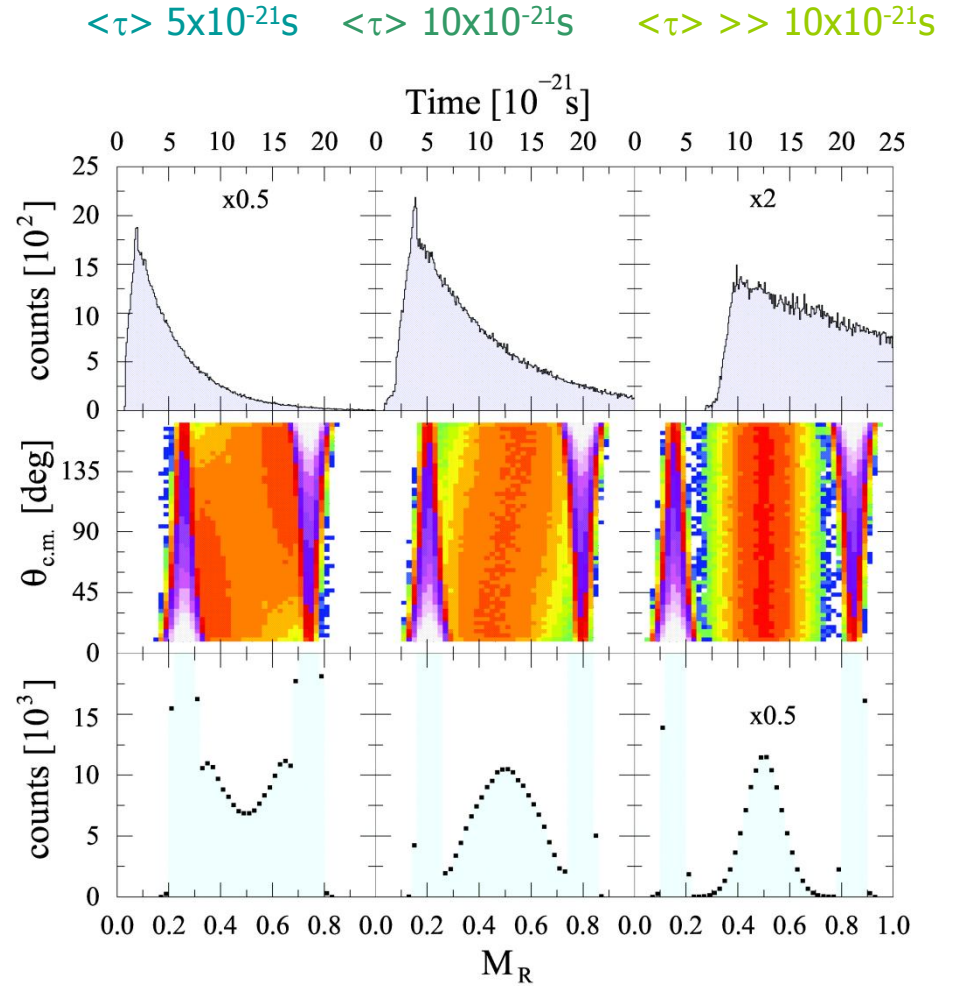 <τ> 5x10⁻²¹s <τ> 10x10⁻²¹s <τ> >> 10x10⁻²¹s
Time [10⁻²¹s]
0 5 10 15 20 0 5 10 15 20 0 5 10 15 20 25
25
20
15
10
5
0
counts [10²]
x0.5 x2
135
90
45
0
θc.m. [deg]
15
10
5
0
counts [10³]
x0.5
0.0 0.2 0.4 0.6 0.8 0.0 0.2 0.4 0.6 0.8 0.0 0.2 0.4 0.6 0.8 1.0
M_R